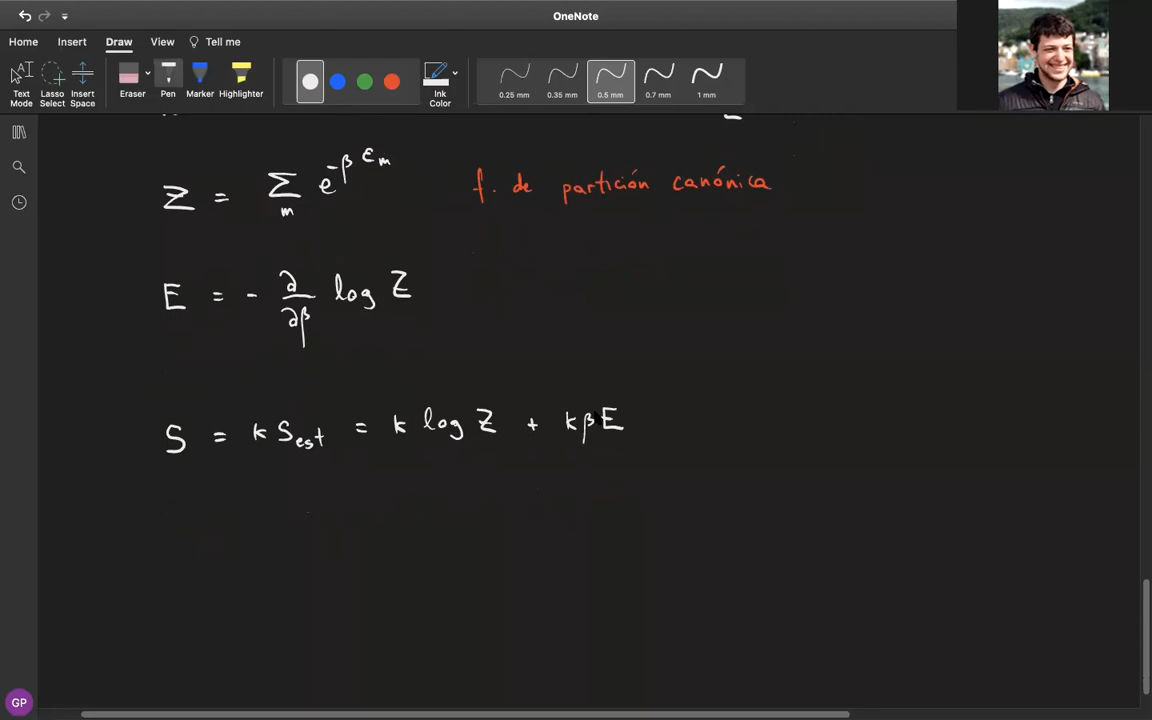 OneNote
Home Insert Draw View Tell me
Text Mode Lasso Select Insert Space Eraser Pen Marker Highlighter Ink Color 0.25 mm 0.35 mm 0.5 mm 0.7 mm 1 mm
Z = Σ_m e^{-β ε_m} f. de partición canónica
E = - ∂/∂β log Z
S = k S_est = k log Z + kβE
GP